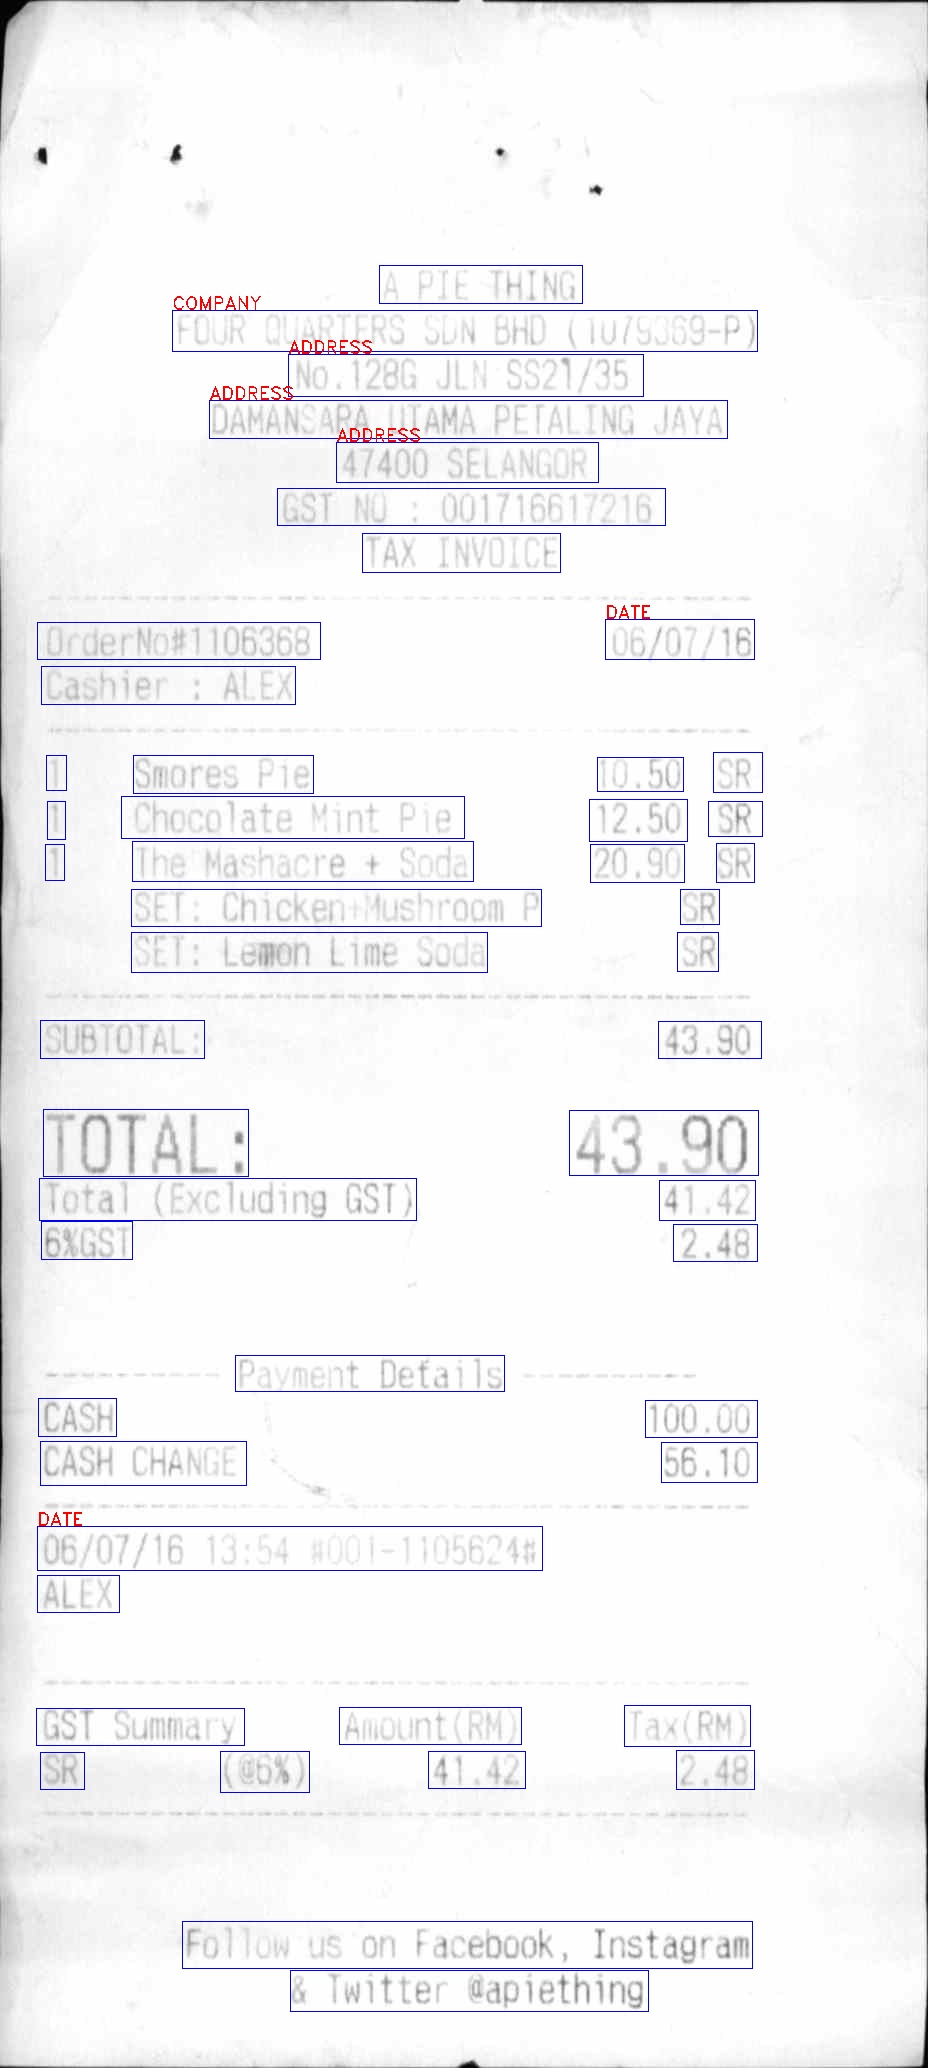 A PIE THING
COMPANY
FOUR QUARTERS SDN BHD (1079369-P)
ADDRESS
No.128G JLN SS21/35
ADDRESS
DAMANSARA UTAMA PETALING JAYA
ADDRESS
47400 SELANGOR
GST NO : 001716617216
TAX INVOICE
DATE
OrderNo#1106368 06/07/16
Cashier : ALEX
1 Smores Pie 10.50 SR
1 Chocolate Mint Pie 12.50 SR
1 The Mashacre + Soda 20.90 SR
SET: Chicken+Mushroom P SR
SET: Lemon Lime Soda SR
SUBTOTAL: 43.90
TOTAL: 43.90
Total (Excluding GST) 41.42
6%GST 2.48
Payment Details
CASH 100.00
CASH CHANGE 56.10
DATE
06/07/16 13:54 #001-1105624#
ALEX
GST Summary Amount(RM) Tax(RM)
SR (@6%) 41.42 2.48
Follow us on Facebook, Instagram
& Twitter @apiething